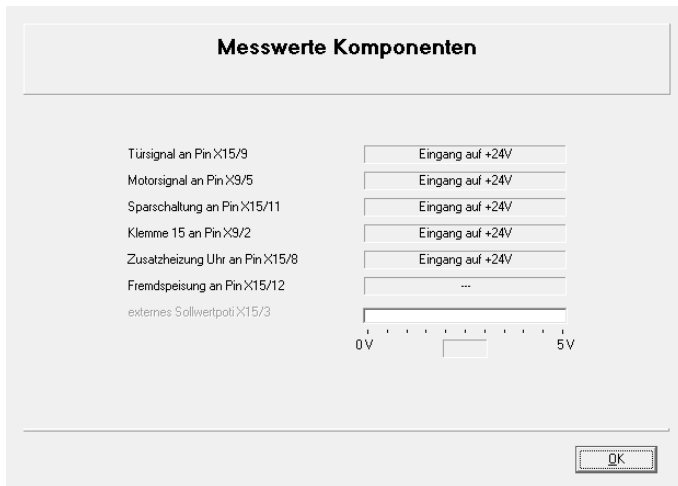 Messwerte Komponenten
Türsignal an Pin X15/9 Eingang auf +24V
Motorsignal an Pin X9/5 Eingang auf +24V
Sparschaltung an Pin X15/11 Eingang auf +24V
Klemme 15 an Pin X9/2 Eingang auf +24V
Zusatzheizung Uhr an Pin X15/8 Eingang auf +24V
Fremdspeisung an Pin X15/12 ---
externes Sollwertpoti X15/3
0 V 5 V
OK